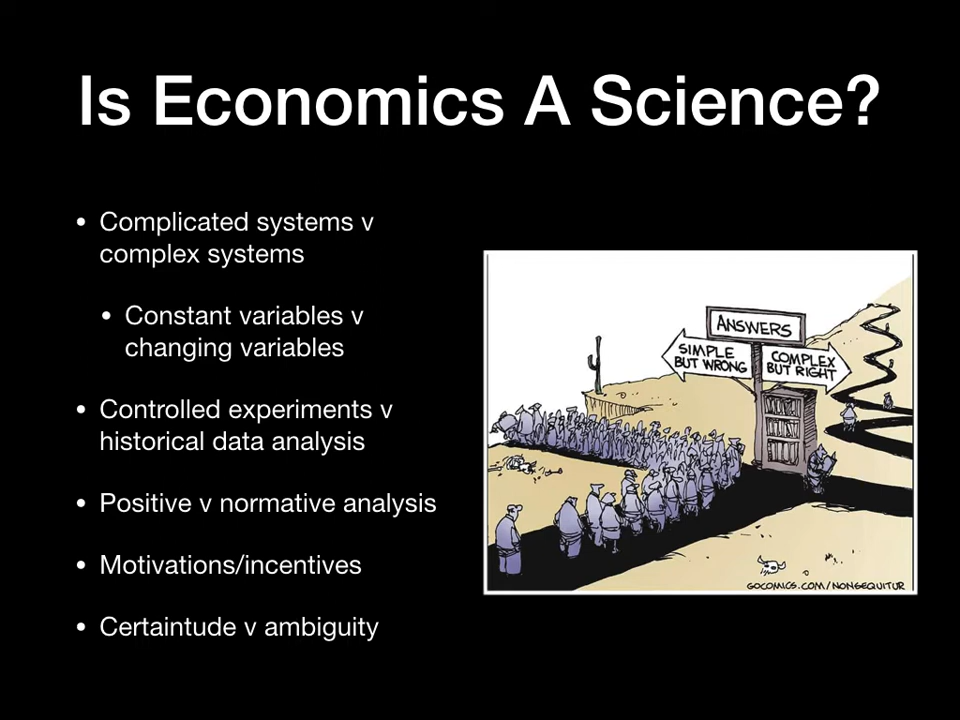 Is Economics A Science?
• Complicated systems v
complex systems
• Constant variables v
changing variables
• Controlled experiments v
historical data analysis
• Positive v normative analysis
• Motivations/incentives
• Certaintude v ambiguity
ANSWERS
SIMPLE
BUT WRONG
COMPLEX
BUT RIGHT
GOCOMICS.COM/NONSEQUITUR